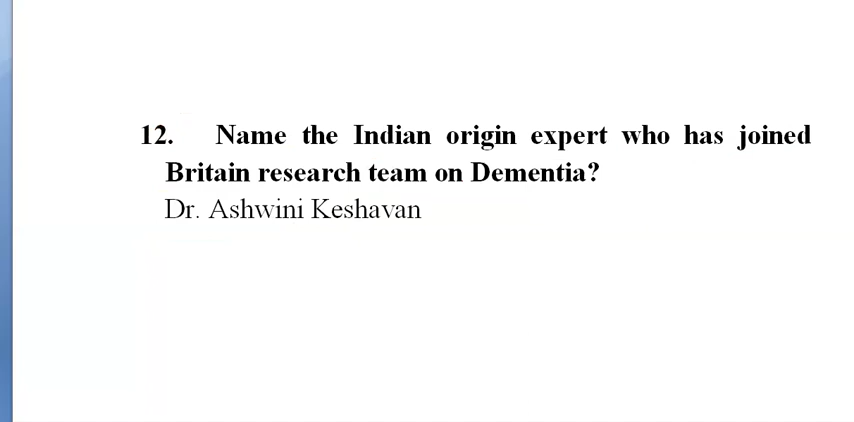 12. Name the Indian origin expert who has joined
Britain research team on Dementia?
Dr. Ashwini Keshavan